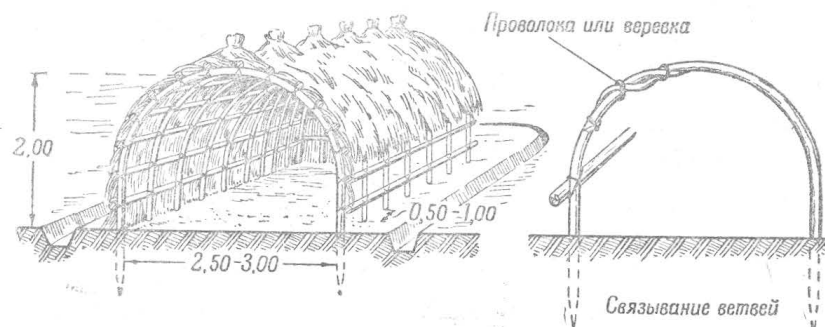 Проволока или веревка
2,00
0,50-1,00
2,50-3,00
Связывание ветвей